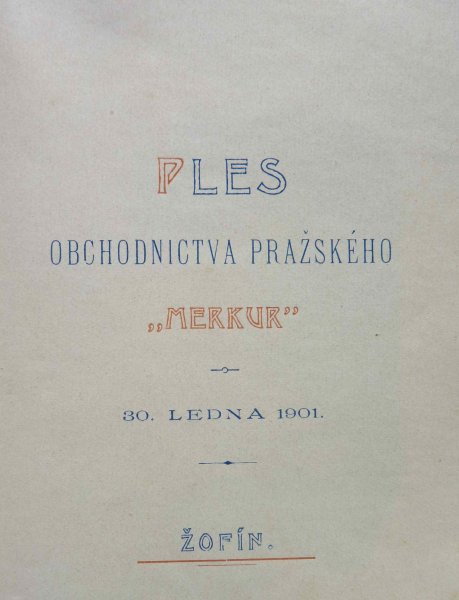 PLES
OBCHODNICTVA PRAŽSKÉHO
„MERKUR”
30. LEDNA 1901.
ŽOFÍN.